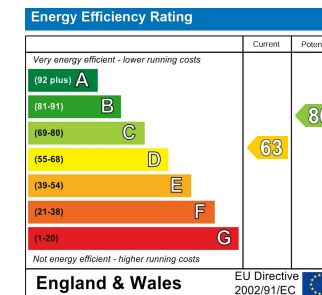 Energy Efficiency Rating
Current
Very energy efficient - lower running costs
(92 plus) A
(81-91) B
(69-80) C
(55-68) D
63
(39-54) E
(21-38) F
(1-20) G
Not energy efficient - higher running costs
England & Wales
EU Directive
2002/91/EC